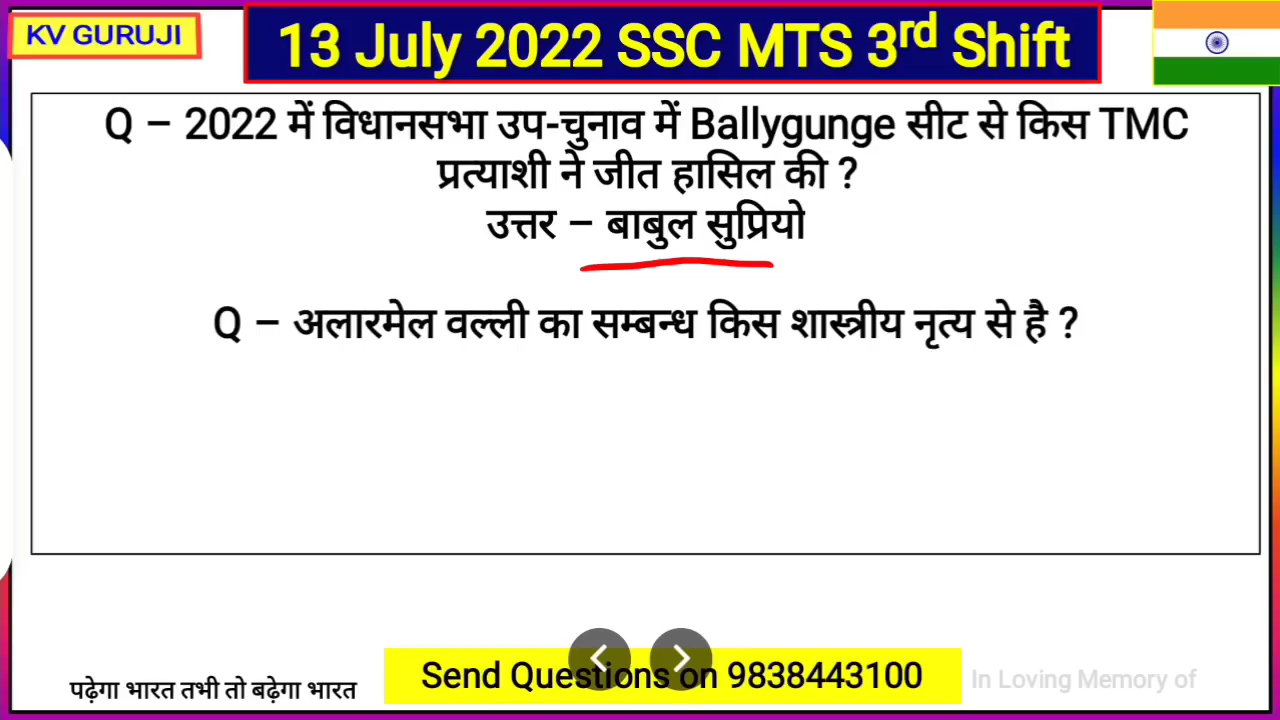 KV GURUJI
13 July 2022 SSC MTS 3rd Shift
Q – 2022 में विधानसभा उप-चुनाव में Ballygunge सीट से किस TMC
प्रत्याशी ने जीत हासिल की ?
उत्तर – बाबुल सुप्रियो
Q – अलारमेल वल्ली का सम्बन्ध किस शास्त्रीय नृत्य से है ?
पढ़ेगा भारत तभी तो बढ़ेगा भारत
Send Questions on 9838443100
In Loving Memory of